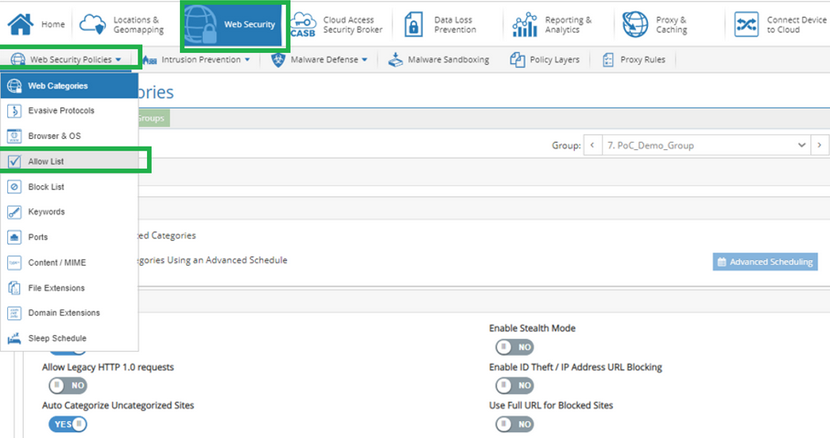 Home
Locations &
Geomapping
Web Security
CASB
Cloud Access
Security Broker
Data Loss
Prevention
Reporting &
Analytics
Proxy &
Caching
Connect Device
to Cloud
Web Security Policies
Intrusion Prevention
Malware Defense
Malware Sandboxing
Policy Layers
Proxy Rules
Web Categories
ories
Evasive Protocols
Groups
Browser & OS
Group:
7. PoC_Demo_Group
Allow List
Block List
Keywords
Ports
ted Categories
Content / MIME
tegories Using an Advanced Schedule
Advanced Scheduling
File Extensions
Domain Extensions
Sleep Schedule
Enable Stealth Mode
NO
Allow Legacy HTTP 1.0 requests
NO
Enable ID Theft / IP Address URL Blocking
NO
Auto Categorize Uncategorized Sites
YES
Use Full URL for Blocked Sites
NO